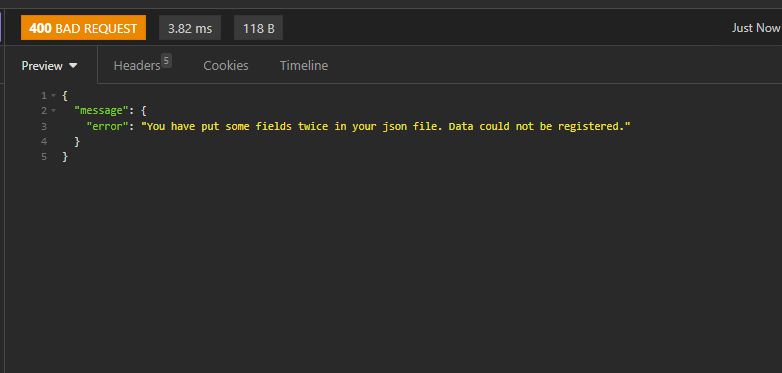 400 BAD REQUEST 3.82 ms 118 B Just Now
Preview Headers 5 Cookies Timeline
1 {
2 "message": {
3 "error": "You have put some fields twice in your json file. Data could not be registered."
4 }
5 }